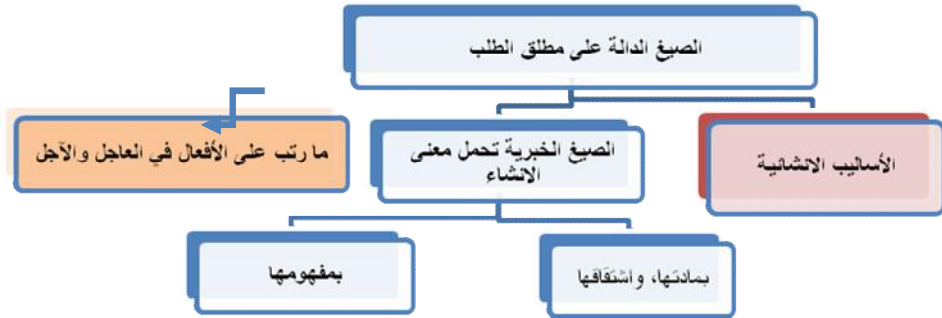 الصيغ الدالة على مطلق الطلب
الأساليب الانشائية
الصيغ الخبرية تحمل معنى
الانشاء
ما رتب على الأفعال في العاجل والآجل
بمادتها، واشتقاقها
بمفهومها